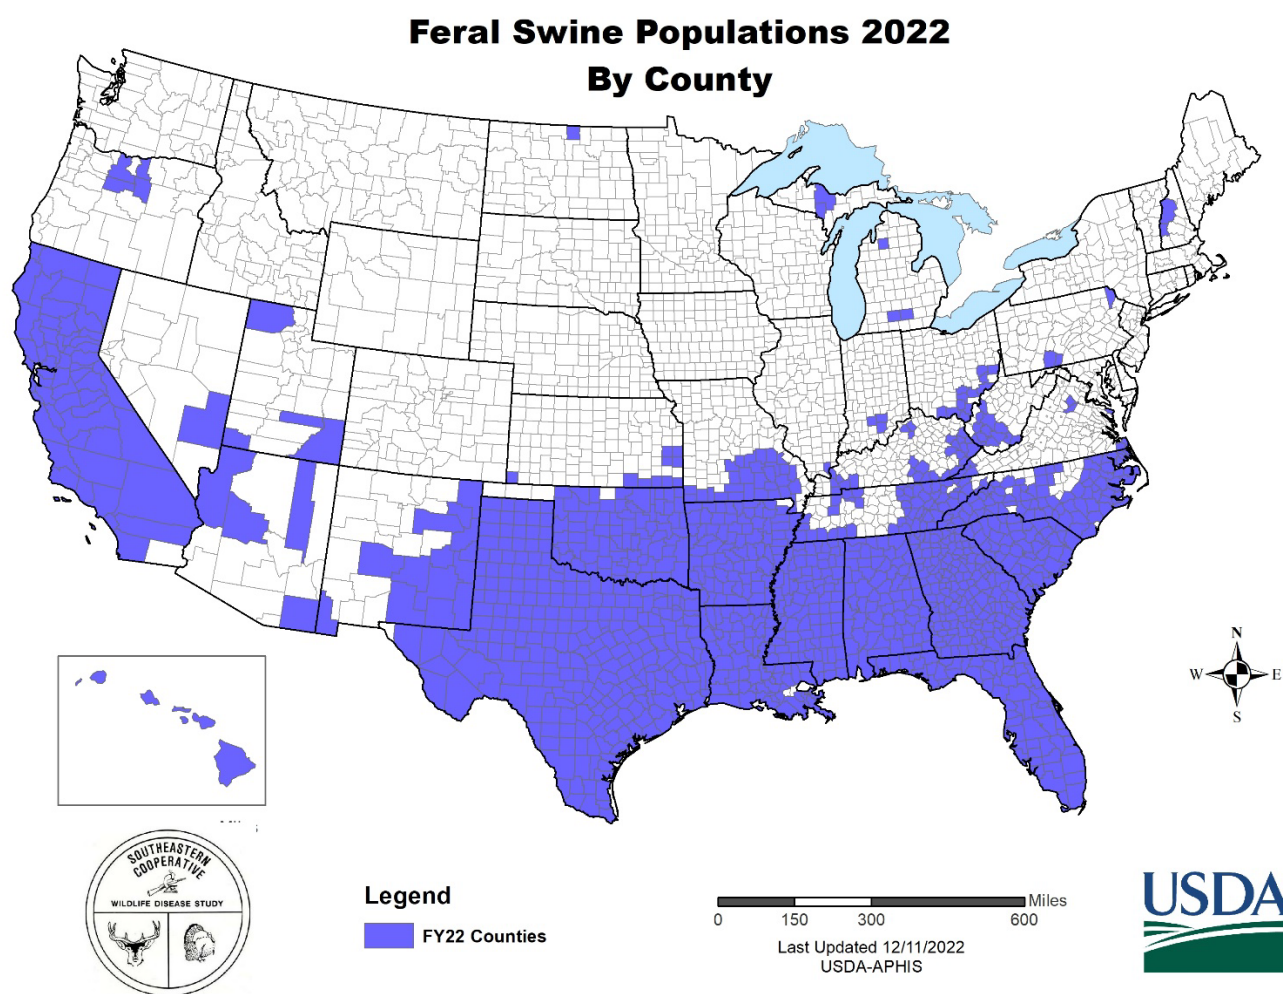 Feral Swine Populations 2022
By County
N
W
E
S
SOUTHEASTERN
COOPERATIVE
WILDLIFE DISEASE STUDY
Legend
FY22 Counties
Miles
0 150 300 600
Last Updated 12/11/2022
USDA-APHIS
USDA